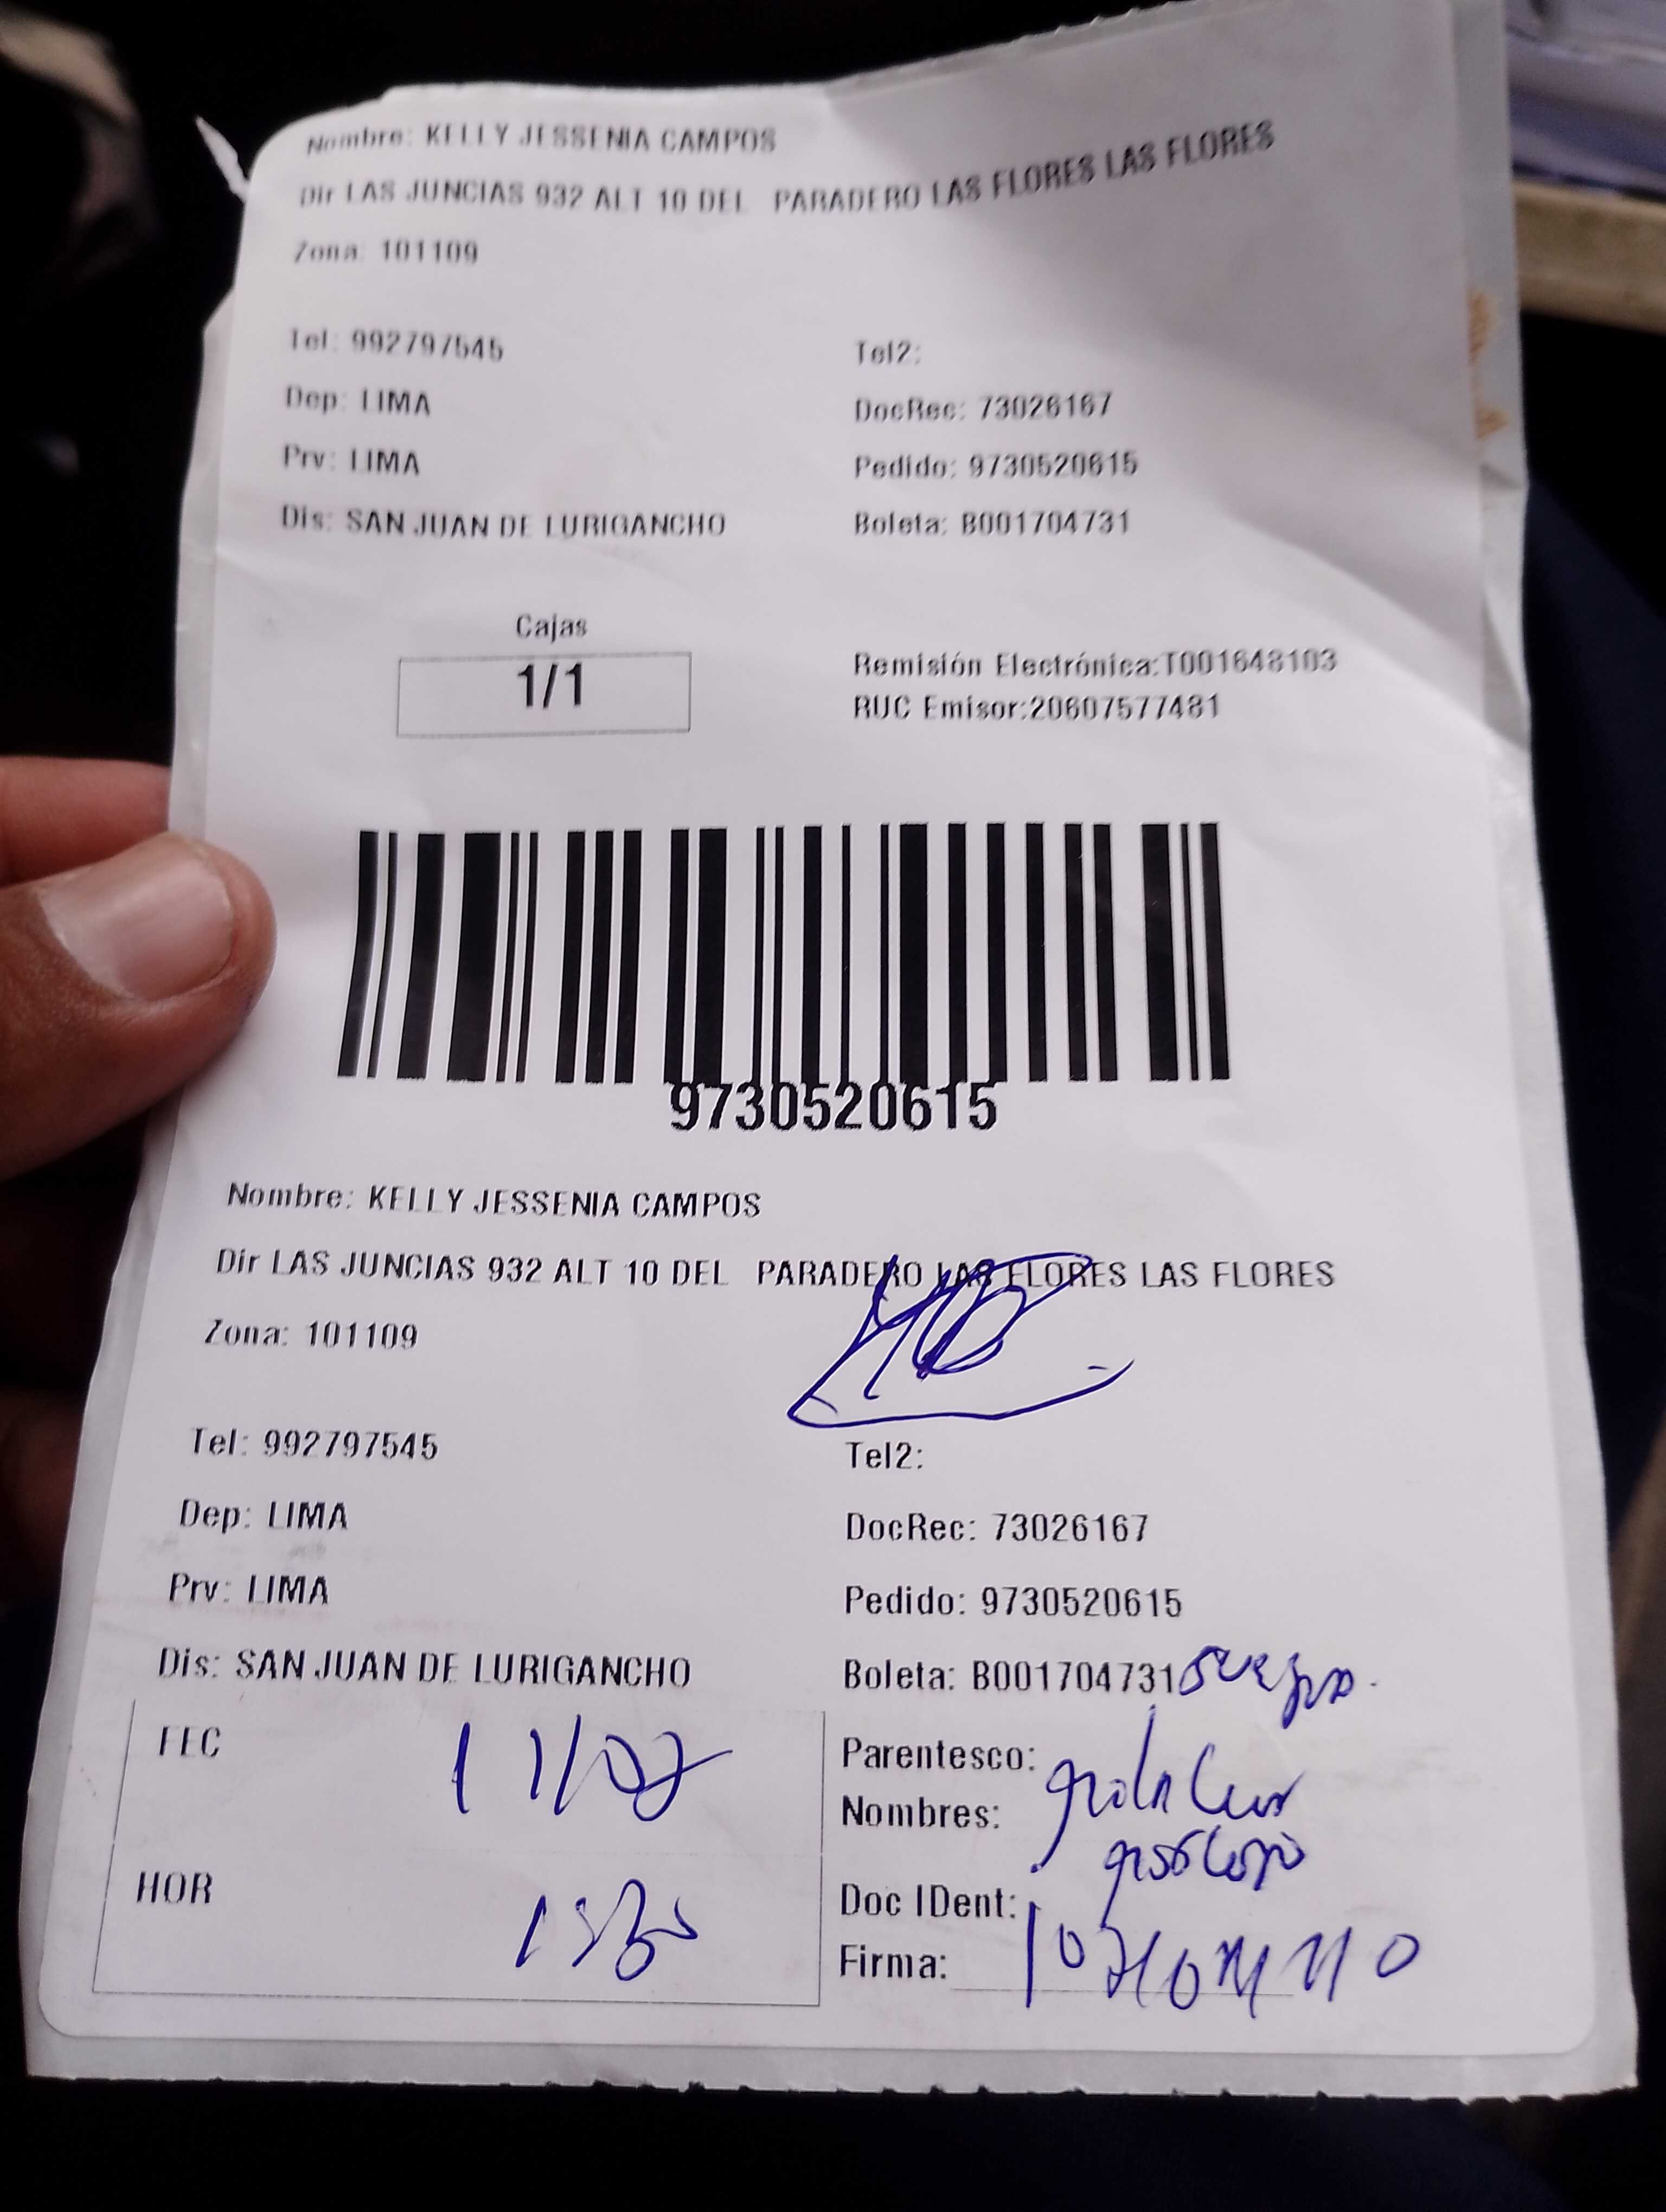 Nombre: KELLY JESSENIA CAMPOS
Dir LAS JUNCIAS 932 ALT 10 DEL PARADERO LAS FLORES LAS FLORES
Zona: 101109
Tel: 992797545 Tel2:
Dep: LIMA DocRec: 73026167
Prv: LIMA Pedido: 9730520615
Dis: SAN JUAN DE LURIGANCHO Boleta: B001704731
Cajas
1/1
Remisión Electrónica:T001648103
RUC Emisor:20607577481
9730520615
Nombre: KELLY JESSENIA CAMPOS
Dir LAS JUNCIAS 932 ALT 10 DEL PARADERO LAS FLORES LAS FLORES
Zona: 101109
Tel: 992797545 Tel2:
Dep: LIMA DocRec: 73026167
Prv: LIMA Pedido: 9730520615
Dis: SAN JUAN DE LURIGANCHO Boleta: B001704731 suegra.
FEC 11/02 Parentesco:
Nombres:
HOR Doc IDent:
Firma: